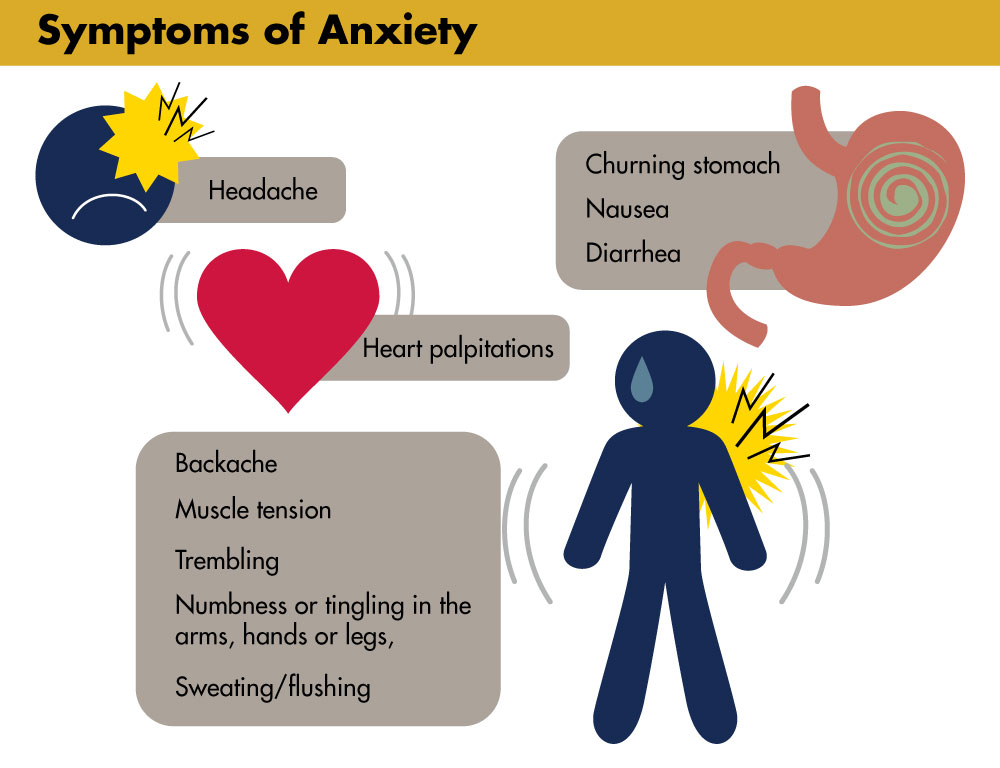 Symptoms of Anxiety
Headache
Churning stomach
Nausea
Diarrhea
Heart palpitations
Backache
Muscle tension
Trembling
Numbness or tingling in the
arms, hands or legs,
Sweating/flushing